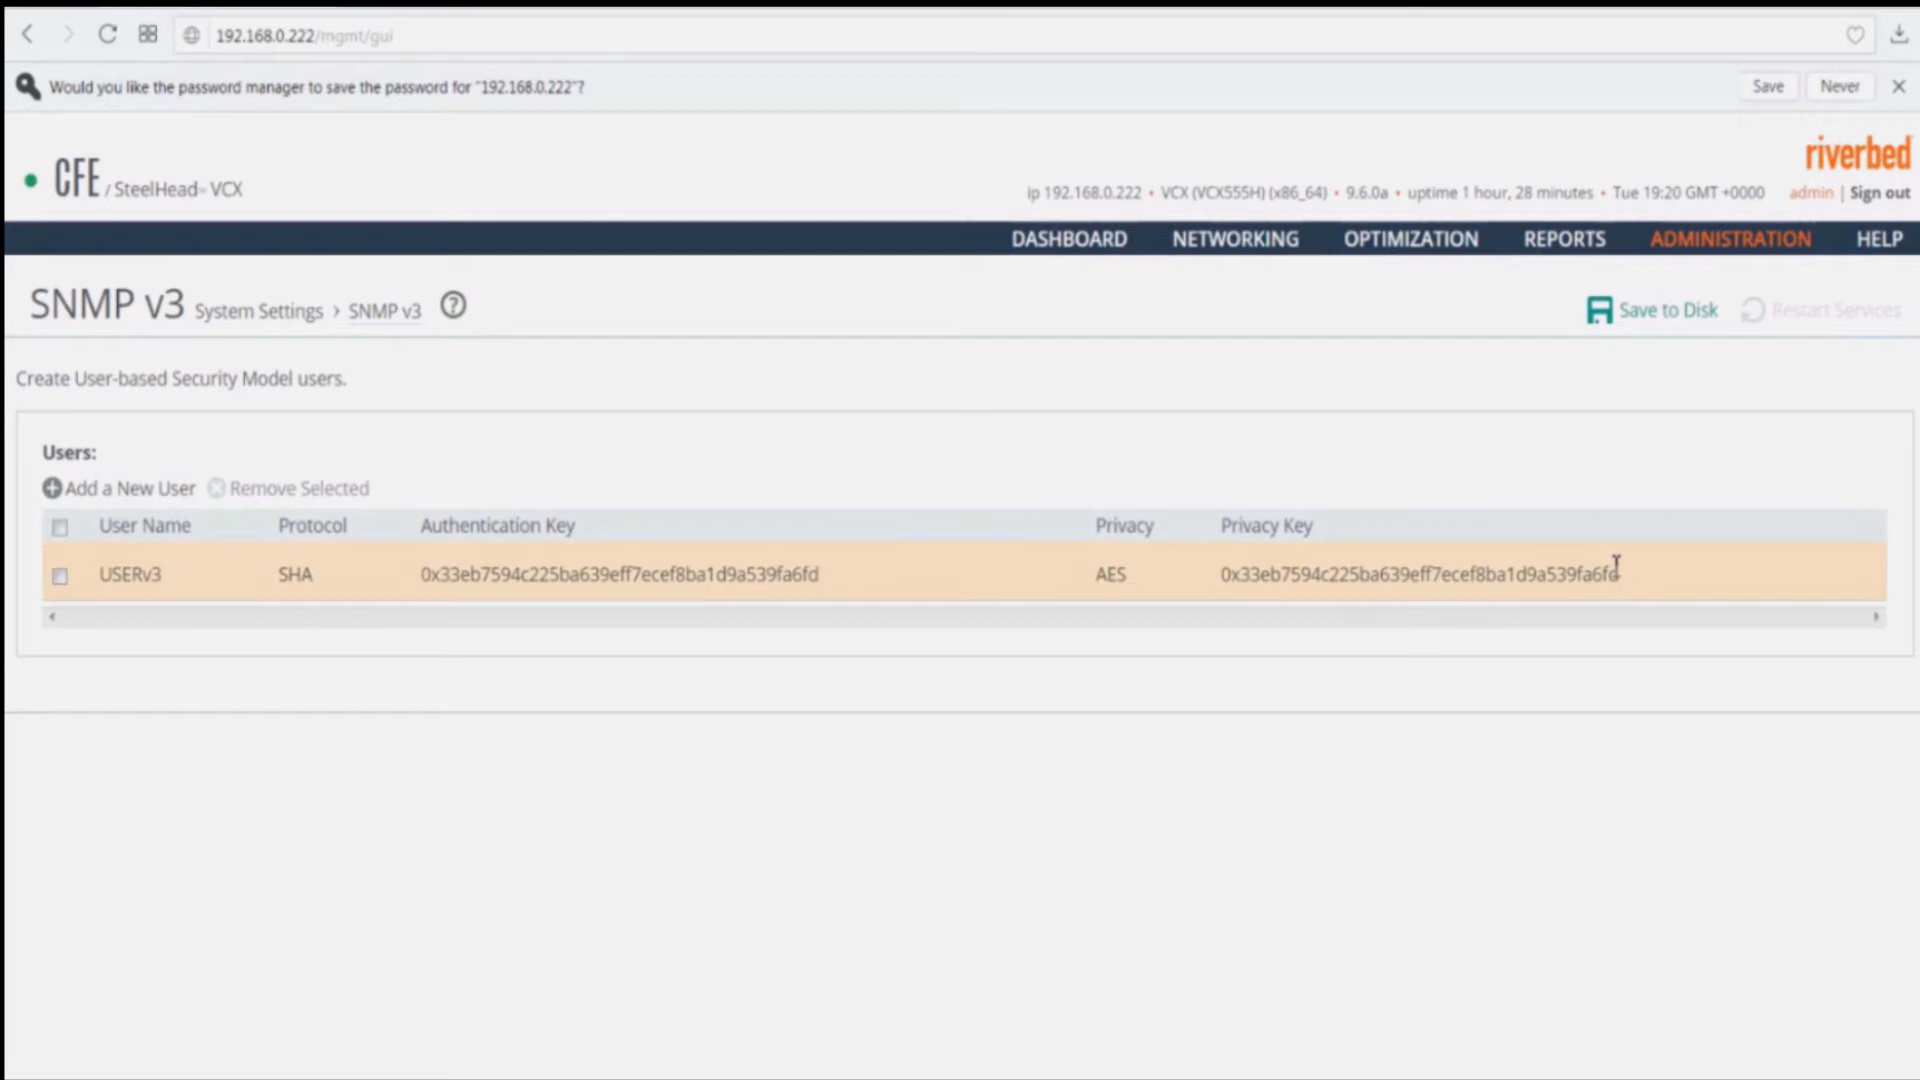 192.168.0.222/mgmt/gui
Would you like the password manager to save the password for "192.168.0.222"?
Save
Never
riverbed
CFE / SteelHead™ VCX
ip 192.168.0.222 • VCX (VCX555H) (x86_64) • 9.6.0a • uptime 1 hour, 28 minutes • Tue 19:20 GMT +0000
admin | Sign out
DASHBOARD NETWORKING OPTIMIZATION REPORTS ADMINISTRATION HELP
SNMP v3 System Settings › SNMP v3 ?
Save to Disk Restart Services
Create User-based Security Model users.
Users:
Add a New User Remove Selected
User Name Protocol Authentication Key Privacy Privacy Key
USERv3 SHA 0x33eb7594c225ba639eff7ecef8ba1d9a539fa6fd AES 0x33eb7594c225ba639eff7ecef8ba1d9a539fa6fd